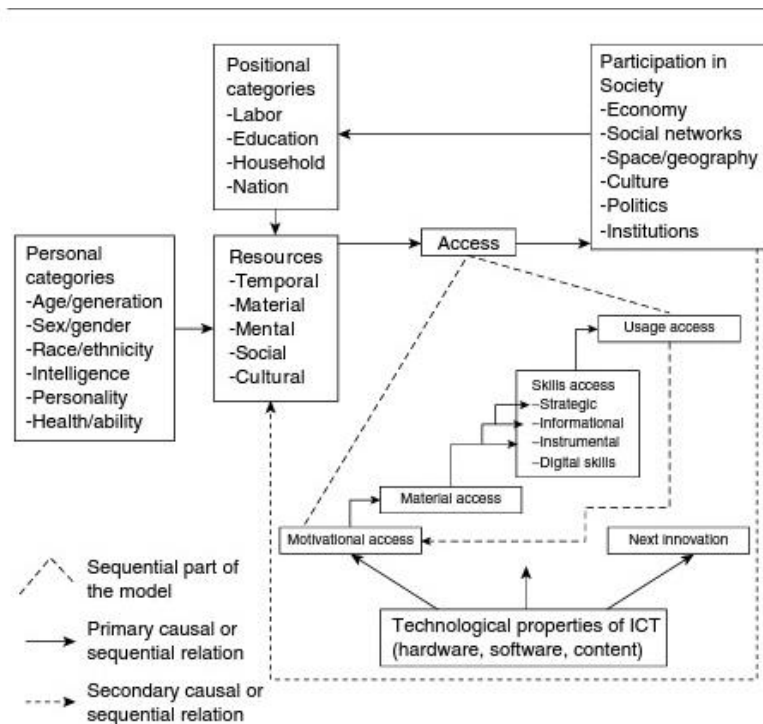 Positional
categories
-Labor
-Education
-Household
-Nation
Participation in
Society
-Economy
-Social networks
-Space/geography
-Culture
-Politics
-Institutions
Personal
categories
-Age/generation
-Sex/gender
-Race/ethnicity
-Intelligence
-Personality
-Health/ability
Resources
-Temporal
-Material
-Mental
-Social
-Cultural
Access
Usage access
Skills access
–Strategic
–Informational
–Instrumental
–Digital skills
Material access
Motivational access
Next innovation
Technological properties of ICT
(hardware, software, content)
Sequential part of
the model
Primary causal or
sequential relation
Secondary causal or
sequential relation